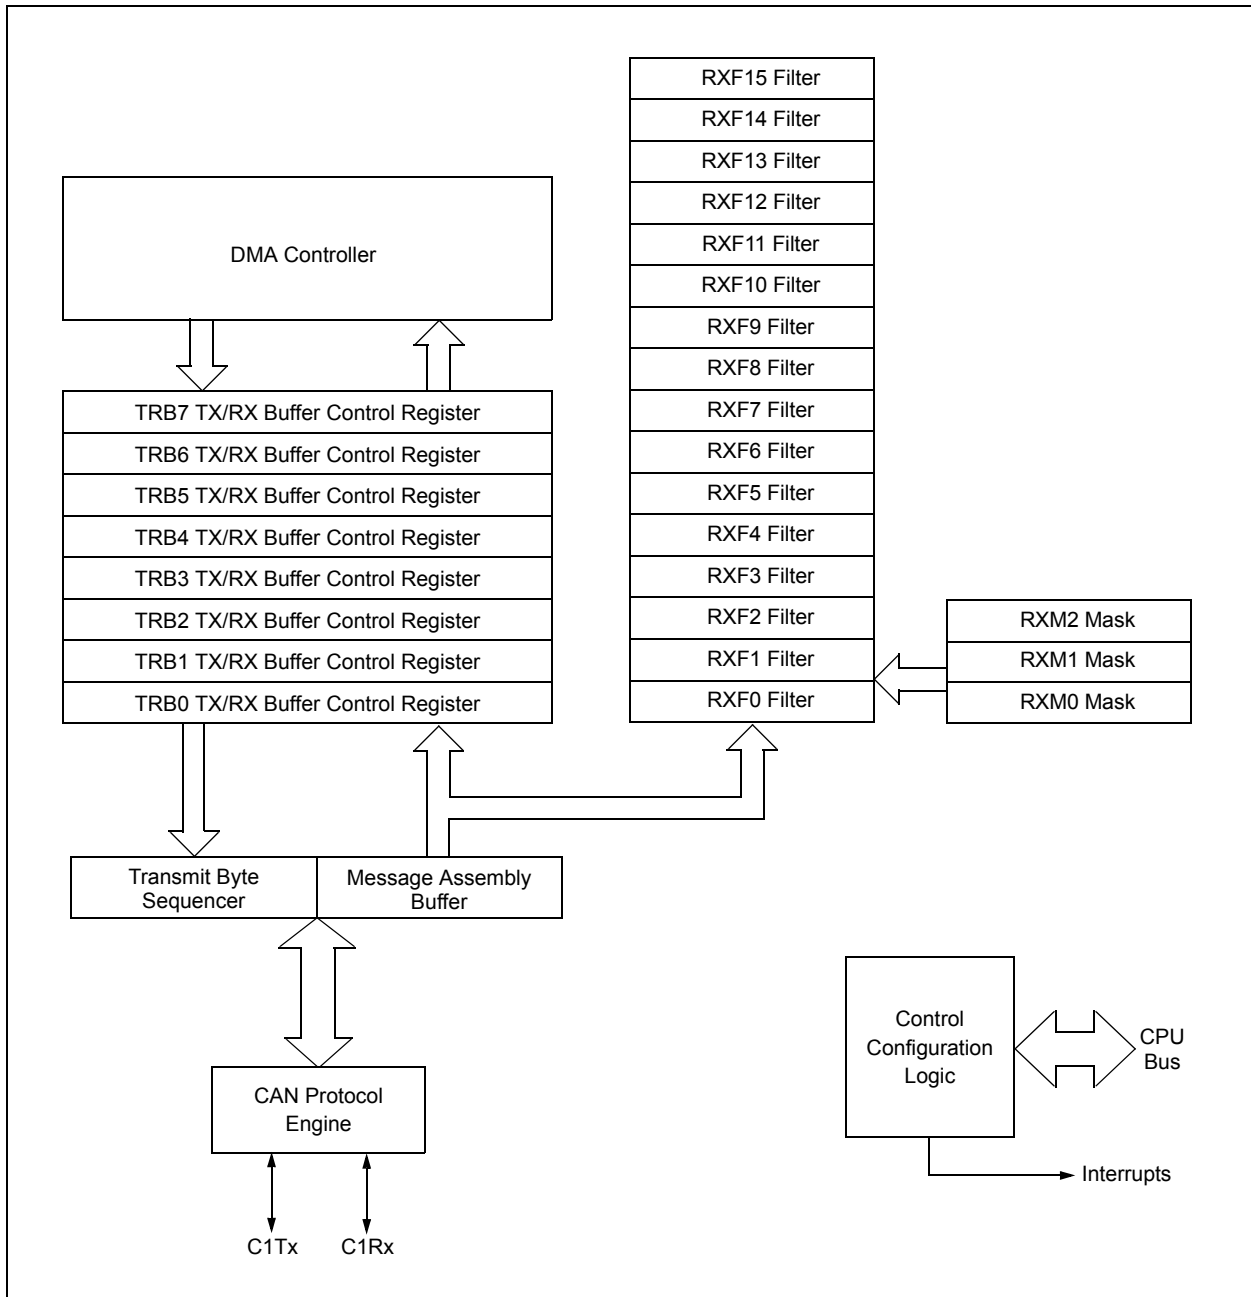 RXF15 Filter
RXF14 Filter
RXF13 Filter
RXF12 Filter
RXF11 Filter
RXF10 Filter
RXF9 Filter
RXF8 Filter
RXF7 Filter
RXF6 Filter
RXF5 Filter
RXF4 Filter
RXF3 Filter
RXF2 Filter
RXF1 Filter
RXF0 Filter
DMA Controller
TRB7 TX/RX Buffer Control Register
TRB6 TX/RX Buffer Control Register
TRB5 TX/RX Buffer Control Register
TRB4 TX/RX Buffer Control Register
TRB3 TX/RX Buffer Control Register
TRB2 TX/RX Buffer Control Register
TRB1 TX/RX Buffer Control Register
TRB0 TX/RX Buffer Control Register
RXM2 Mask
RXM1 Mask
RXM0 Mask
Transmit Byte
Sequencer
Message Assembly
Buffer
Control
Configuration
Logic
CPU
Bus
CAN Protocol
Engine
Interrupts
C1Tx
C1Rx